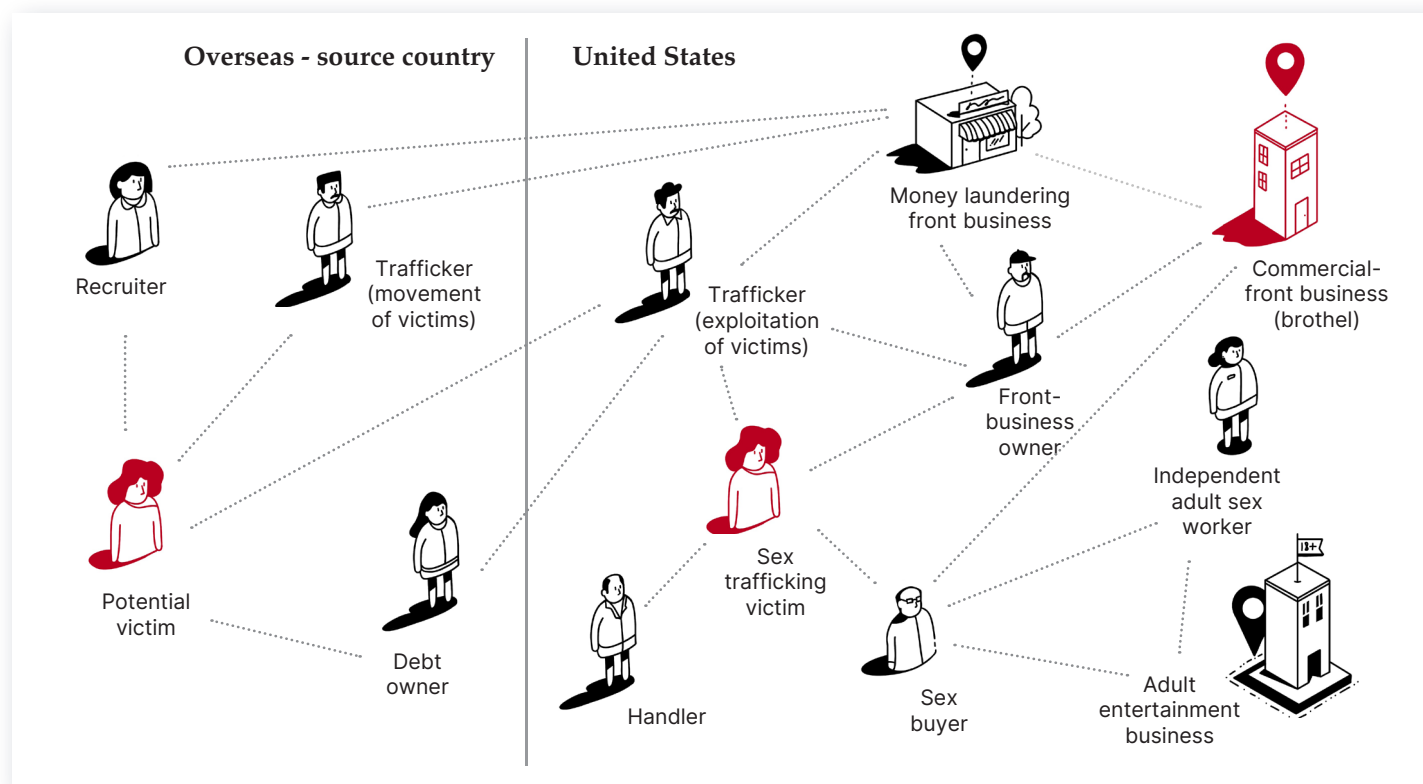 Overseas - source country
United States
Recruiter
Trafficker
(movement
of victims)
Trafficker
(exploitation
of victims)
Money laundering
front business
Commercial-
front business
(brothel)
Front-
business
owner
Independent
adult sex
worker
Potential
victim
Debt
owner
Sex
trafficking
victim
Handler
Sex
buyer
Adult
entertainment
business
18+